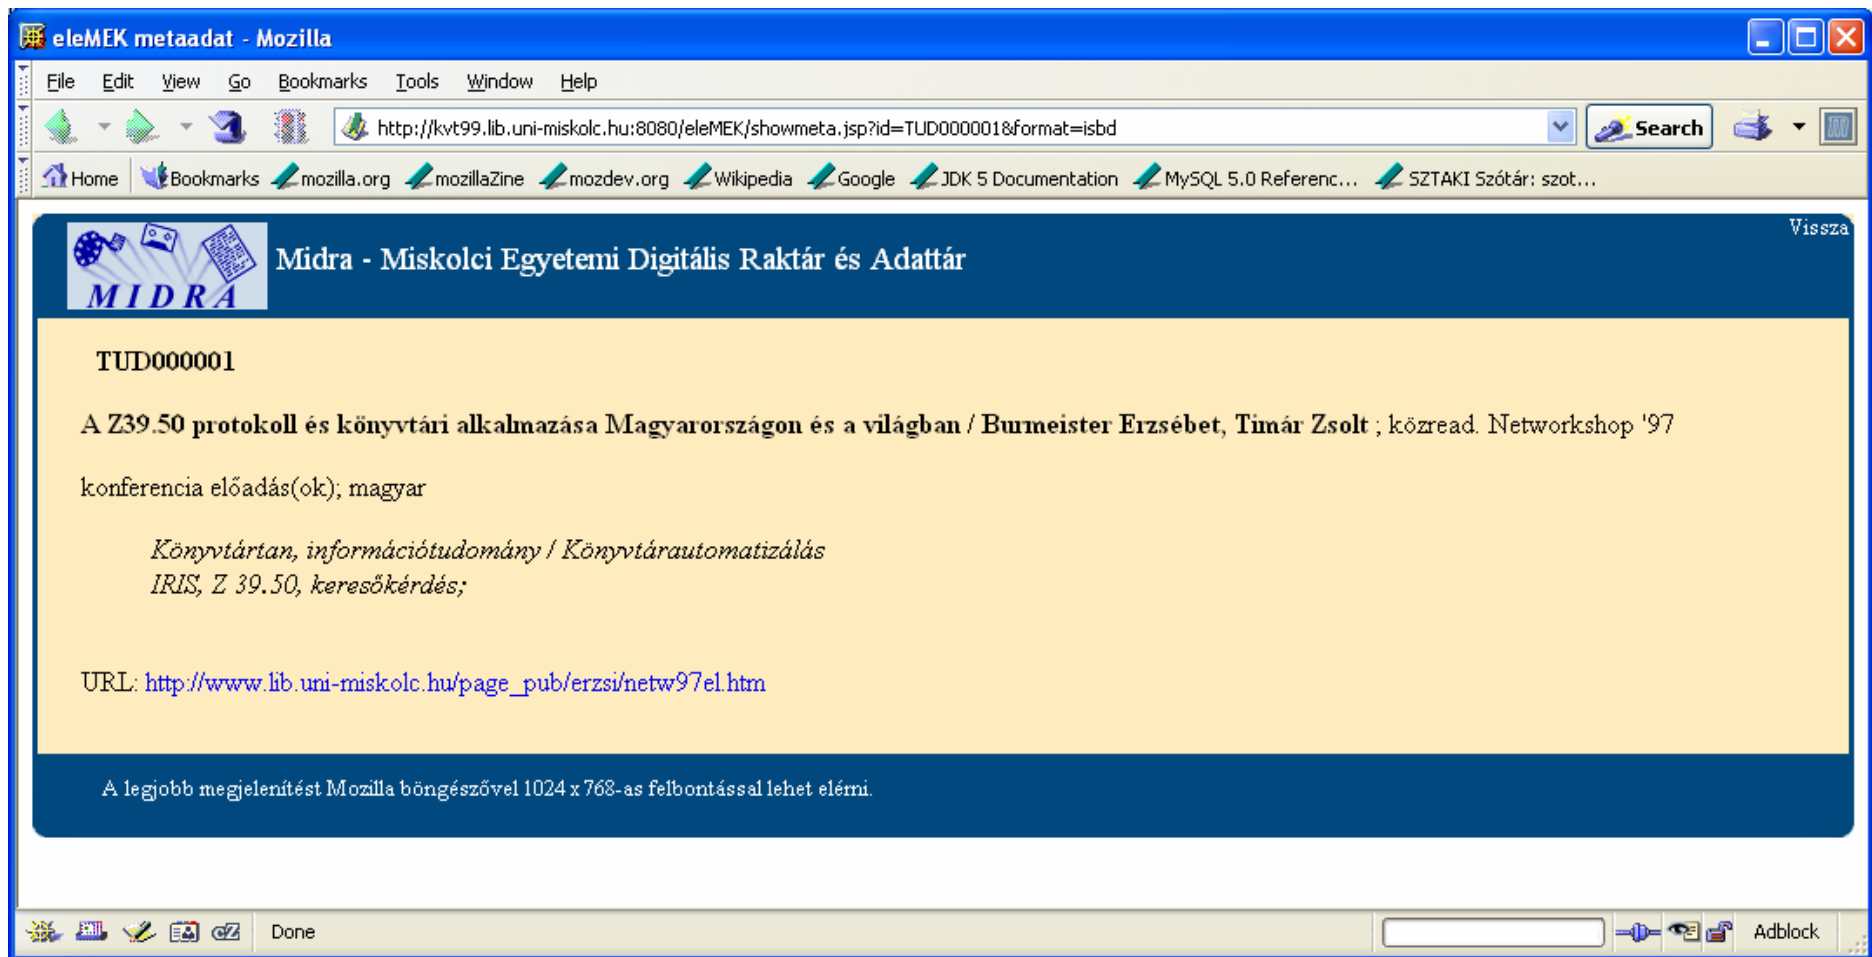 eleMEK metaadat - Mozilla
File Edit View Go Bookmarks Tools Window Help
http://kvt99.lib.uni-miskolc.hu:8080/eleMEK/showmeta.jsp?id=TUD000001&format=isbd Search
Home Bookmarks mozilla.org mozillaZine mozdev.org Wikipedia Google JDK 5 Documentation MySQL 5.0 Referenc... SZTAKI Szótár: szot...
Vissza
MIDRA
Midra - Miskolci Egyetemi Digitális Raktár és Adattár
TUD000001
A Z39.50 protokoll és könyvtári alkalmazása Magyarországon és a világban / Burmeister Erzsébet, Timár Zsolt ; közread. Networkshop '97
konferencia előadás(ok); magyar
Könyvtártan, információtudomány / Könyvtárautomatizálás
IRIS, Z 39.50, keresőkérdés;
URL: http://www.lib.uni-miskolc.hu/page_pub/erzsi/netw97el.htm
A legjobb megjelenítést Mozilla böngészővel 1024 x 768-as felbontással lehet elérni.
cZ Done Adblock